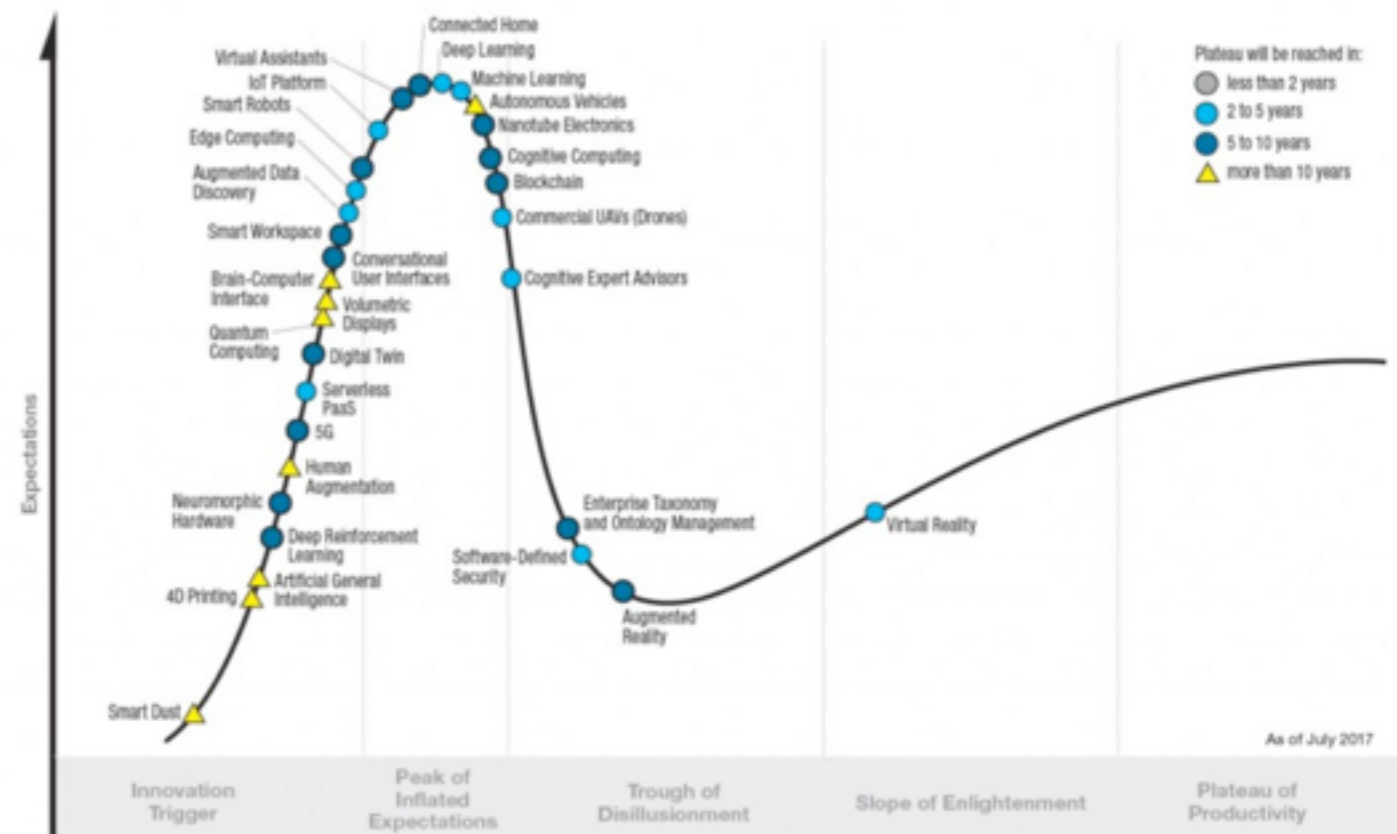 Connected Home
Deep Learning
Virtual Assistants
IoT Platform
Machine Learning
Smart Robots
Autonomous Vehicles
Nanotube Electronics
Edge Computing
Cognitive Computing
Augmented Data
Discovery
Blockchain
Smart Workspace
Commercial UAVs (Drones)
Conversational
User Interfaces
Brain-Computer
Interface
Cognitive Expert Advisors
Volumetric
Displays
Quantum
Computing
Digital Twin
Serverless
PaaS
5G
Human
Augmentation
Neuromorphic
Hardware
Enterprise Taxonomy
and Ontology Management
Deep Reinforcement
Learning
Software-Defined
Security
Artificial General
Intelligence
4D Printing
Augmented
Reality
Virtual Reality
Smart Dust
Plateau will be reached in:
less than 2 years
2 to 5 years
5 to 10 years
more than 10 years
Expectations
As of July 2017
Innovation
Trigger
Peak of
Inflated
Expectations
Trough of
Disillusionment
Slope of Enlightenment
Plateau of
Productivity